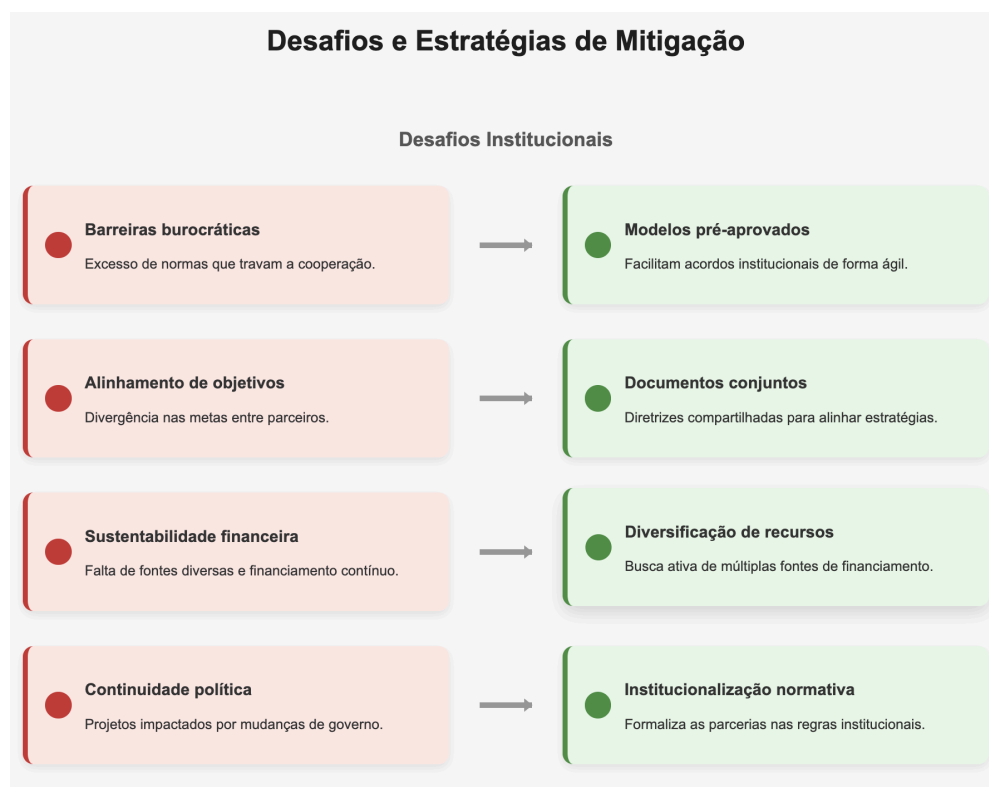 Desafios e Estratégias de Mitigação
Desafios Institucionais
Barreiras burocráticas
Excesso de normas que travam a cooperação.
Modelos pré-aprovados
Facilitam acordos institucionais de forma ágil.
Alinhamento de objetivos
Divergência nas metas entre parceiros.
Documentos conjuntos
Diretrizes compartilhadas para alinhar estratégias.
Sustentabilidade financeira
Falta de fontes diversas e financiamento contínuo.
Diversificação de recursos
Busca ativa de múltiplas fontes de financiamento.
Continuidade política
Projetos impactados por mudanças de governo.
Institucionalização normativa
Formaliza as parcerias nas regras institucionais.